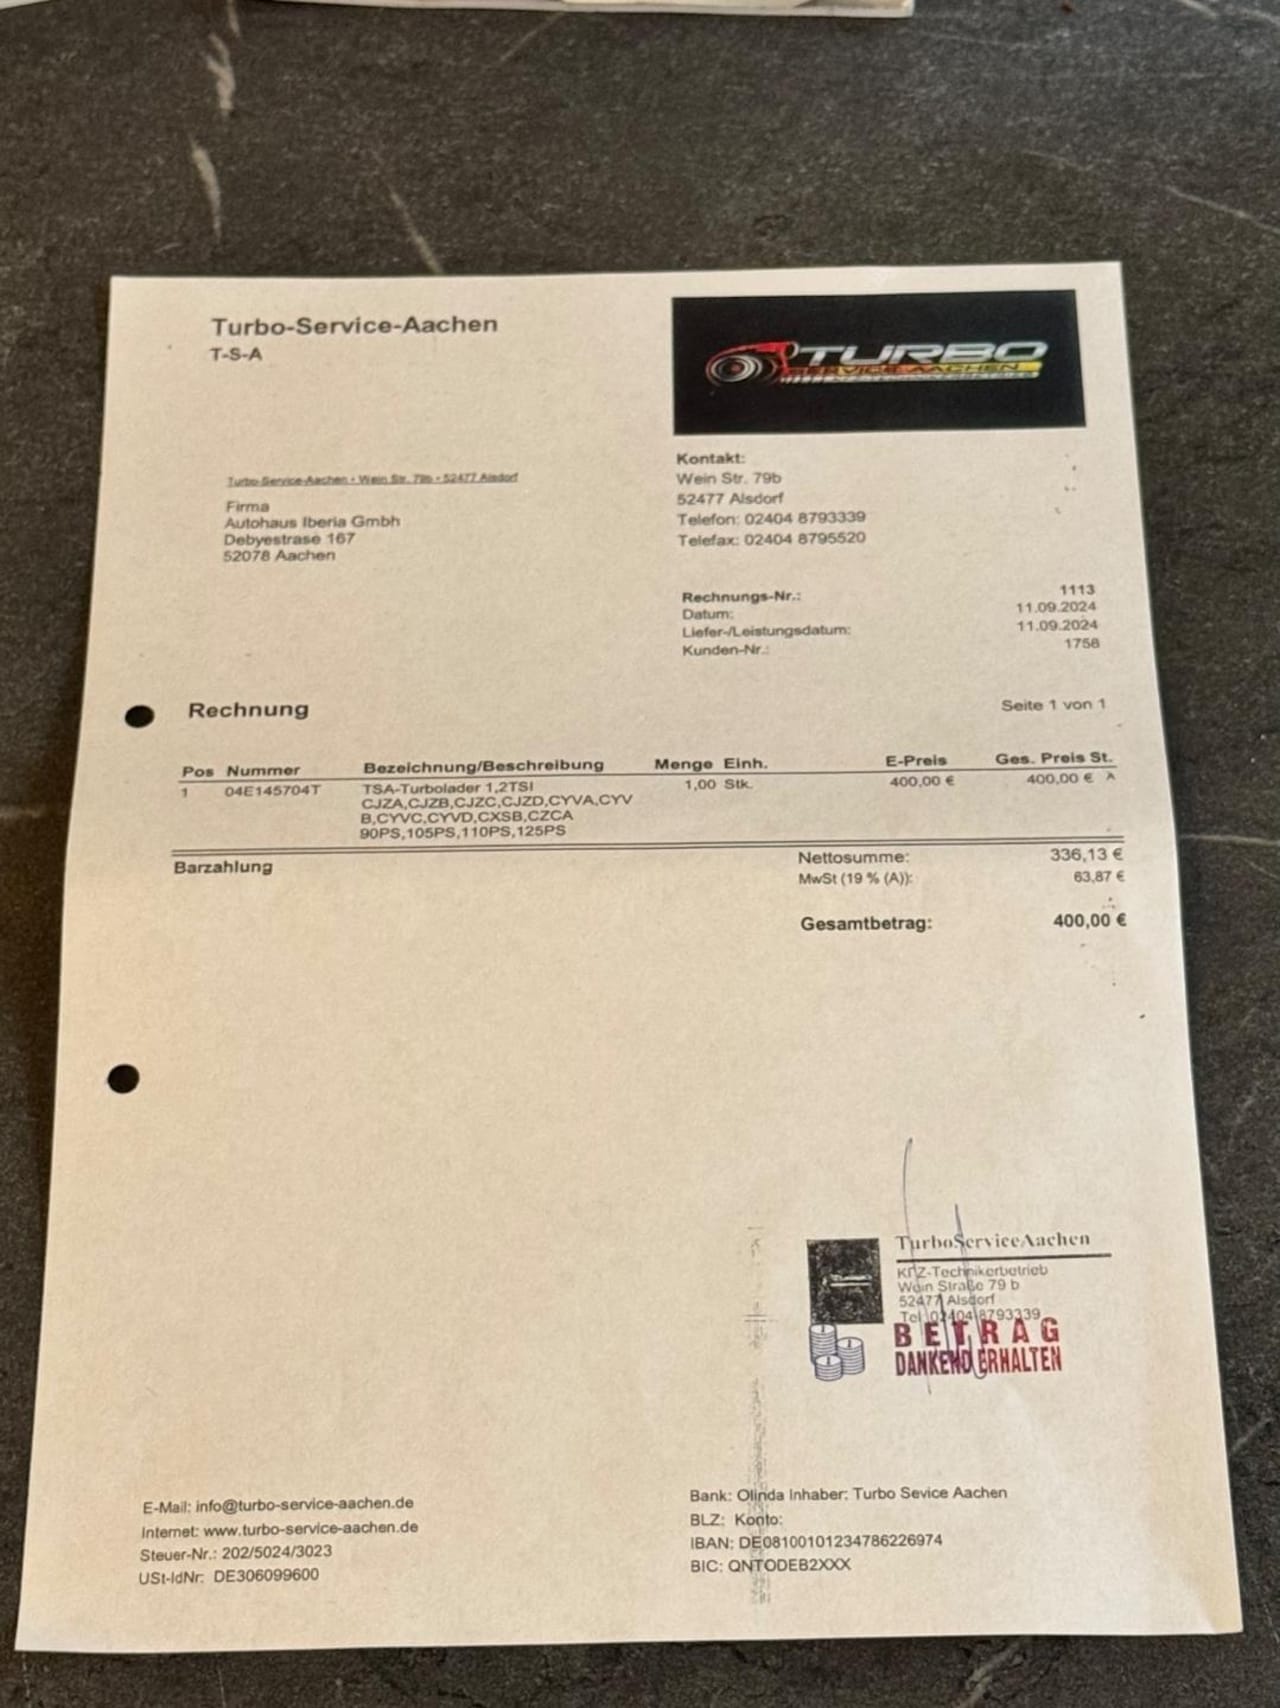 Turbo-Service-Aachen
T-S-A
TURBO
SERVICE-AACHEN
Turbo-Service-Aachen • Wein Str. 79b • 52477 Alsdorf
Firma
Autohaus Iberia Gmbh
Debyestrase 167
52078 Aachen
Kontakt:
Wein Str. 79b
52477 Alsdorf
Telefon: 02404 8793339
Telefax: 02404 8795520
Rechnungs-Nr.: 1113
Datum: 11.09.2024
Liefer-/Leistungsdatum: 11.09.2024
Kunden-Nr.: 1758
Rechnung
Seite 1 von 1
Pos Nummer Bezeichnung/Beschreibung Menge Einh. E-Preis Ges. Preis St.
1 04E145704T TSA-Turbolader 1,2TSI 1,00 Stk. 400,00 € 400,00 € A
CJZA,CJZB,CJZC,CJZD,CYVA,CYV
B,CYVC,CYVD,CXSB,CZCA
90PS,105PS,110PS,125PS
Barzahlung
Nettosumme: 336,13 €
MwSt (19 % (A)): 63,87 €
Gesamtbetrag: 400,00 €
TurboServiceAachen
KFZ-Technikerbetrieb
Wein Straße 79 b
52477 Alsdorf
Tel 02404 8793339
BETRAG
DANKEND ERHALTEN
E-Mail: info@turbo-service-aachen.de
Internet: www.turbo-service-aachen.de
Steuer-Nr.: 202/5024/3023
USt-IdNr: DE306099600
Bank: Olinda Inhaber: Turbo Sevice Aachen
BLZ: Konto:
IBAN: DE08100101234786226974
BIC: QNTODEB2XXX